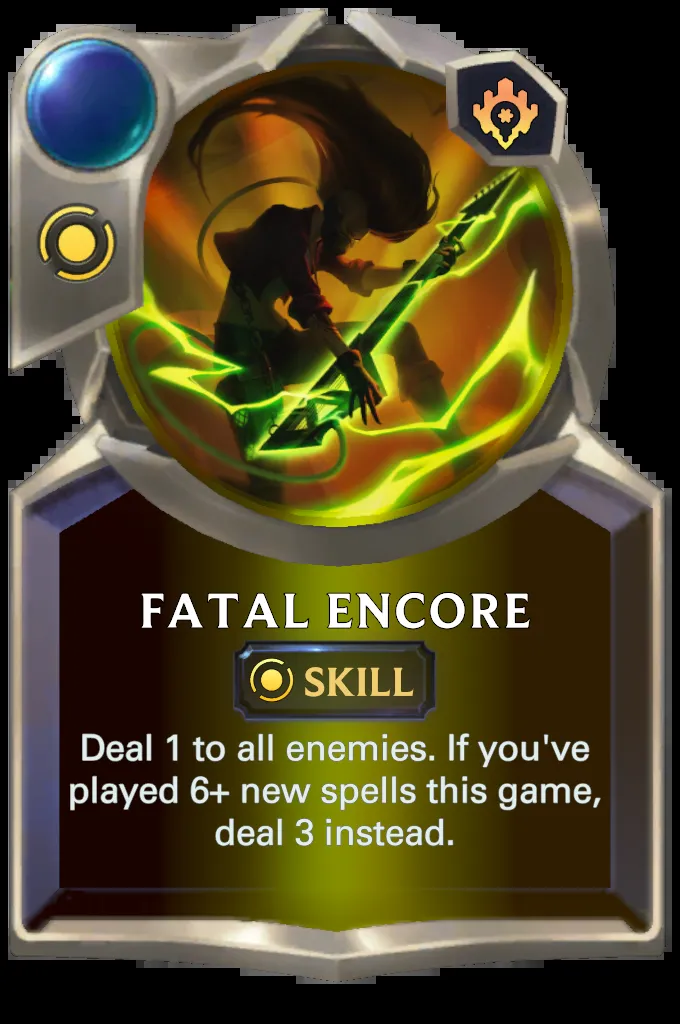 FATAL ENCORE
SKILL
Deal 1 to all enemies. If you've
played 6+ new spells this game,
deal 3 instead.